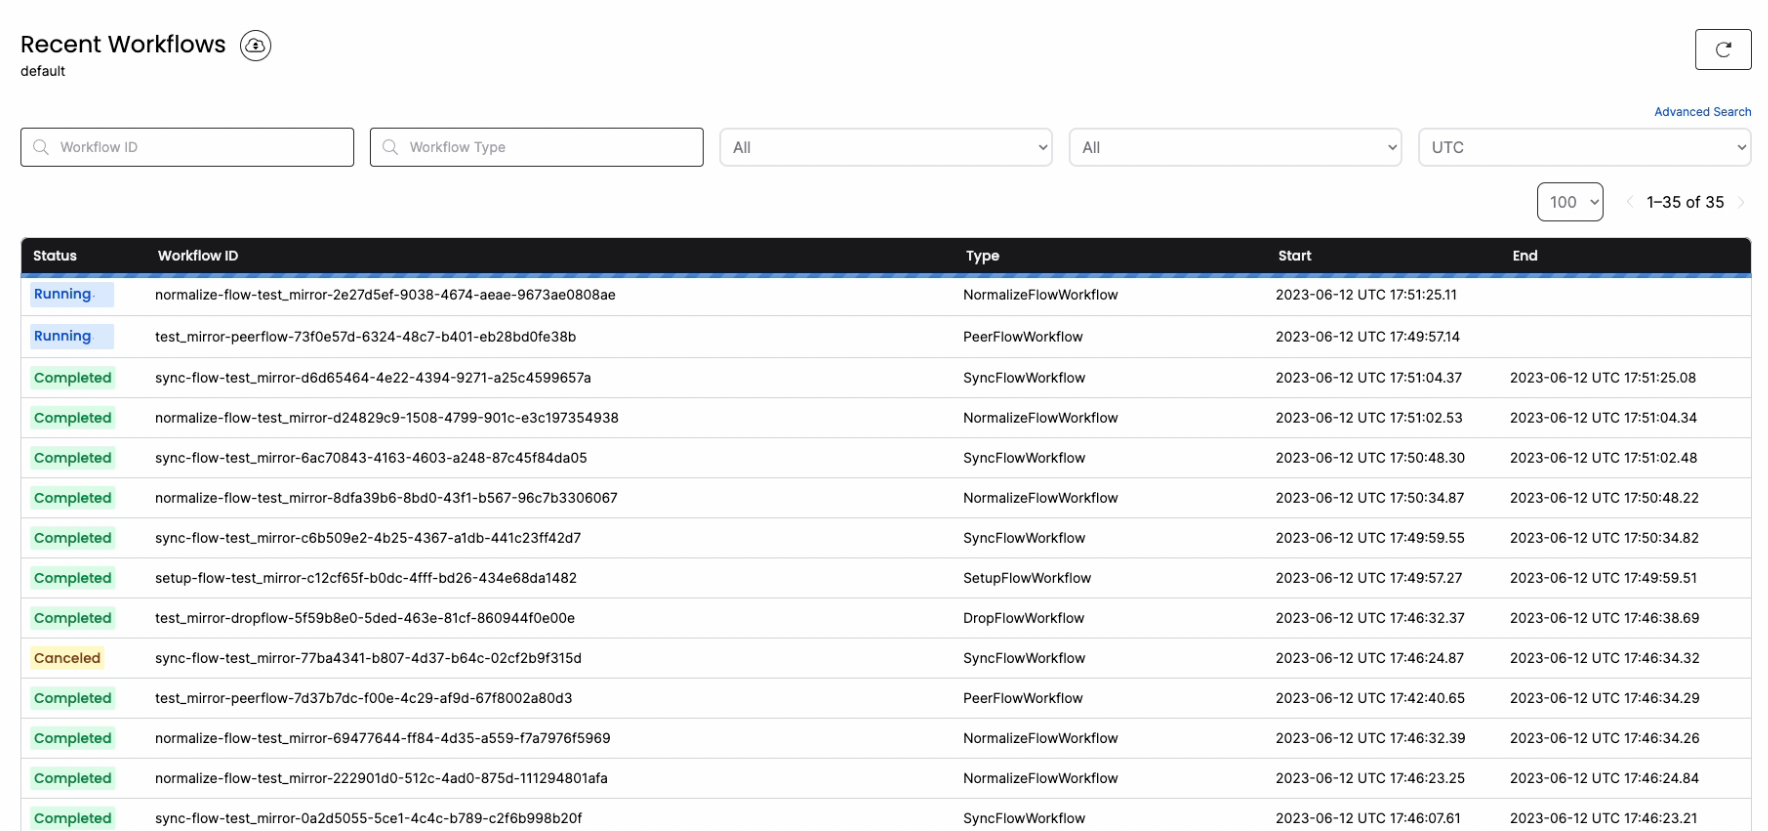 Recent Workflows
default
Advanced Search
Workflow ID Workflow Type All All UTC
100 1–35 of 35
Status Workflow ID Type Start End
Running normalize-flow-test_mirror-2e27d5ef-9038-4674-aeae-9673ae0808ae NormalizeFlowWorkflow 2023-06-12 UTC 17:51:25.11
Running test_mirror-peerflow-73f0e57d-6324-48c7-b401-eb28bd0fe38b PeerFlowWorkflow 2023-06-12 UTC 17:49:57.14
Completed sync-flow-test_mirror-d6d65464-4e22-4394-9271-a25c4599657a SyncFlowWorkflow 2023-06-12 UTC 17:51:04.37 2023-06-12 UTC 17:51:25.08
Completed normalize-flow-test_mirror-d24829c9-1508-4799-901c-e3c197354938 NormalizeFlowWorkflow 2023-06-12 UTC 17:51:02.53 2023-06-12 UTC 17:51:04.34
Completed sync-flow-test_mirror-6ac70843-4163-4603-a248-87c45f84da05 SyncFlowWorkflow 2023-06-12 UTC 17:50:48.30 2023-06-12 UTC 17:51:02.48
Completed normalize-flow-test_mirror-8dfa39b6-8bd0-43f1-b567-96c7b3306067 NormalizeFlowWorkflow 2023-06-12 UTC 17:50:34.87 2023-06-12 UTC 17:50:48.22
Completed sync-flow-test_mirror-c6b509e2-4b25-4367-a1db-441c23ff42d7 SyncFlowWorkflow 2023-06-12 UTC 17:49:59.55 2023-06-12 UTC 17:50:34.82
Completed setup-flow-test_mirror-c12cf65f-b0dc-4fff-bd26-434e68da1482 SetupFlowWorkflow 2023-06-12 UTC 17:49:57.27 2023-06-12 UTC 17:49:59.51
Completed test_mirror-dropflow-5f59b8e0-5ded-463e-81cf-860944f0e00e DropFlowWorkflow 2023-06-12 UTC 17:46:32.37 2023-06-12 UTC 17:46:38.69
Canceled sync-flow-test_mirror-77ba4341-b807-4d37-b64c-02cf2b9f315d SyncFlowWorkflow 2023-06-12 UTC 17:46:24.87 2023-06-12 UTC 17:46:34.32
Completed test_mirror-peerflow-7d37b7dc-f00e-4c29-af9d-67f8002a80d3 PeerFlowWorkflow 2023-06-12 UTC 17:42:40.65 2023-06-12 UTC 17:46:34.29
Completed normalize-flow-test_mirror-69477644-ff84-4d35-a559-f7a7976f5969 NormalizeFlowWorkflow 2023-06-12 UTC 17:46:32.39 2023-06-12 UTC 17:46:34.26
Completed normalize-flow-test_mirror-222901d0-512c-4ad0-875d-111294801afa NormalizeFlowWorkflow 2023-06-12 UTC 17:46:23.25 2023-06-12 UTC 17:46:24.84
Completed sync-flow-test_mirror-0a2d5055-5ce1-4c4c-b789-c2f6b998b20f SyncFlowWorkflow 2023-06-12 UTC 17:46:07.61 2023-06-12 UTC 17:46:23.21